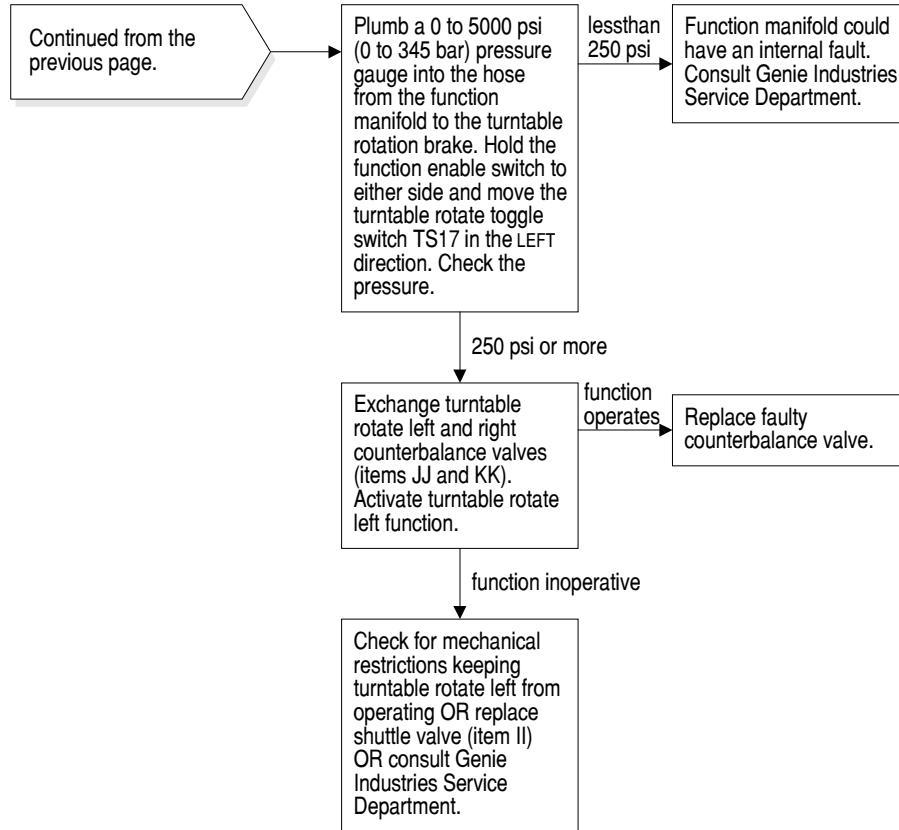 Continued from the
previous page.
Plumb a 0 to 5000 psi
(0 to 345 bar) pressure
gauge into the hose
from the function
manifold to the turntable
rotation brake. Hold the
function enable switch to
either side and move the
turntable rotate toggle
switch TS17 in the LEFT
direction. Check the
pressure.
lessthan
250 psi
Function manifold could
have an internal fault.
Consult Genie Industries
Service Department.
250 psi or more
Exchange turntable
rotate left and right
counterbalance valves
(items JJ and KK).
Activate turntable rotate
left function.
function
operates
Replace faulty
counterbalance valve.
function inoperative
Check for mechanical
restrictions keeping
turntable rotate left from
operating OR replace
shuttle valve (item II)
OR consult Genie
Industries Service
Department.